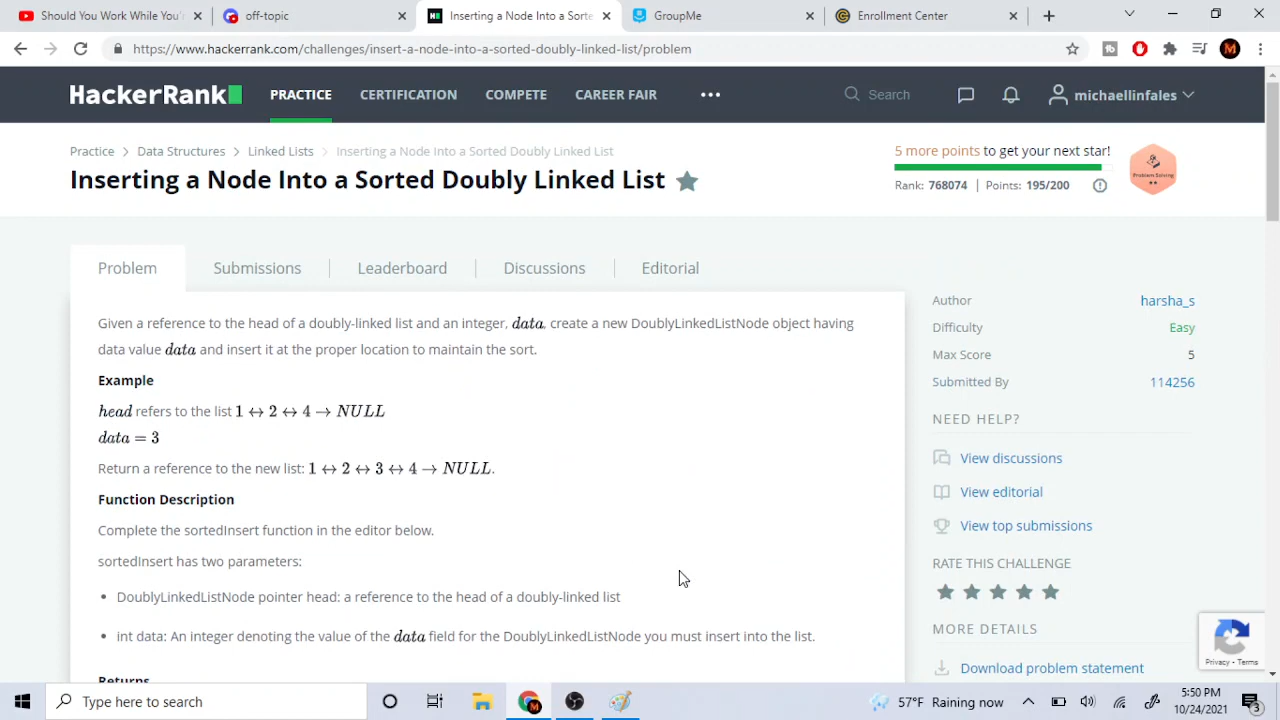 Should You Work While You'r
off-topic
Inserting a Node Into a Sorte
GroupMe
Enrollment Center
https://www.hackerrank.com/challenges/insert-a-node-into-a-sorted-doubly-linked-list/problem
M
HackerRank
PRACTICE
CERTIFICATION
COMPETE
CAREER FAIR
Search
michaellinfales
Practice > Data Structures > Linked Lists > Inserting a Node Into a Sorted Doubly Linked List
Inserting a Node Into a Sorted Doubly Linked List
5 more points to get your next star!
Rank: 768074 | Points: 195/200
Problem Solving
Problem
Submissions
Leaderboard
Discussions
Editorial
Given a reference to the head of a doubly-linked list and an integer, data, create a new DoublyLinkedListNode object having
data value data and insert it at the proper location to maintain the sort.
Example
head refers to the list 1 ↔ 2 ↔ 4 → NULL
data = 3
Return a reference to the new list: 1 ↔ 2 ↔ 3 ↔ 4 → NULL.
Function Description
Complete the sortedInsert function in the editor below.
sortedInsert has two parameters:
• DoublyLinkedListNode pointer head: a reference to the head of a doubly-linked list
• int data: An integer denoting the value of the data field for the DoublyLinkedListNode you must insert into the list.
Returns
Author harsha_s
Difficulty Easy
Max Score 5
Submitted By 114256
NEED HELP?
View discussions
View editorial
View top submissions
RATE THIS CHALLENGE
MORE DETAILS
Download problem statement
Privacy - Terms
Type here to search
57°F Raining now
5:50 PM
10/24/2021
3